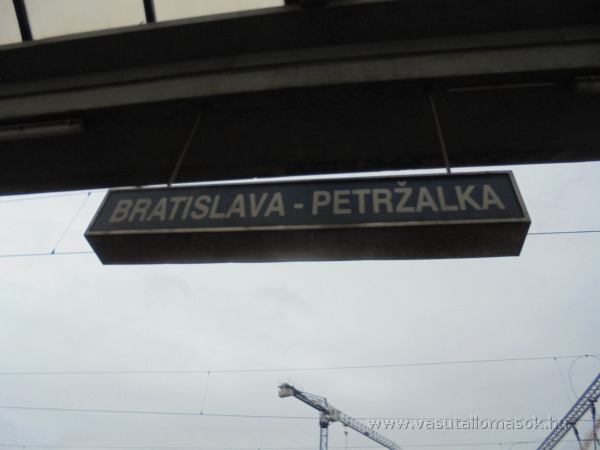 BRATISLAVA - PETRŽALKA
www.vasutallomasok.hu